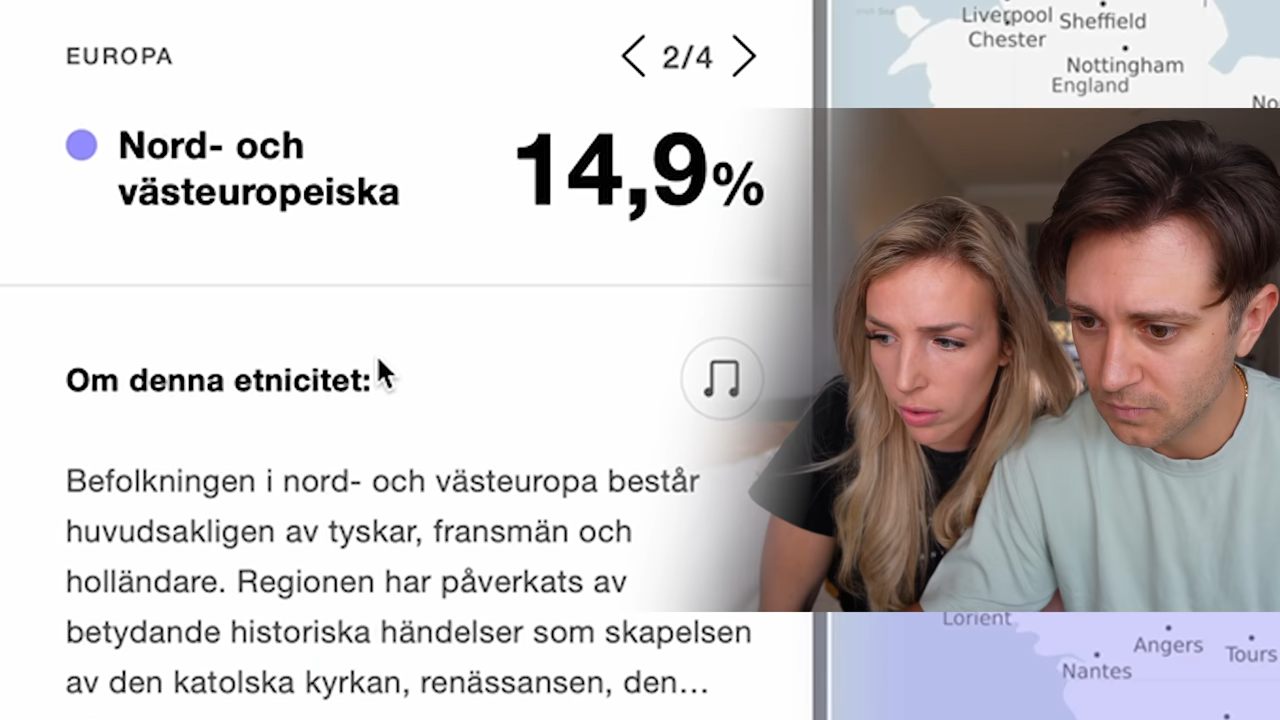 EUROPA
2/4
Nord- och
västeuropeiska
14,9%
Om denna etnicitet:
Befolkningen i nord- och västeuropa består
huvudsakligen av tyskar, fransmän och
holländare. Regionen har påverkats av
betydande historiska händelser som skapelsen
av den katolska kyrkan, renässansen, den...
Liverpool
Sheffield
Chester
Nottingham
England
Lorient
Angers
Tours
Nantes